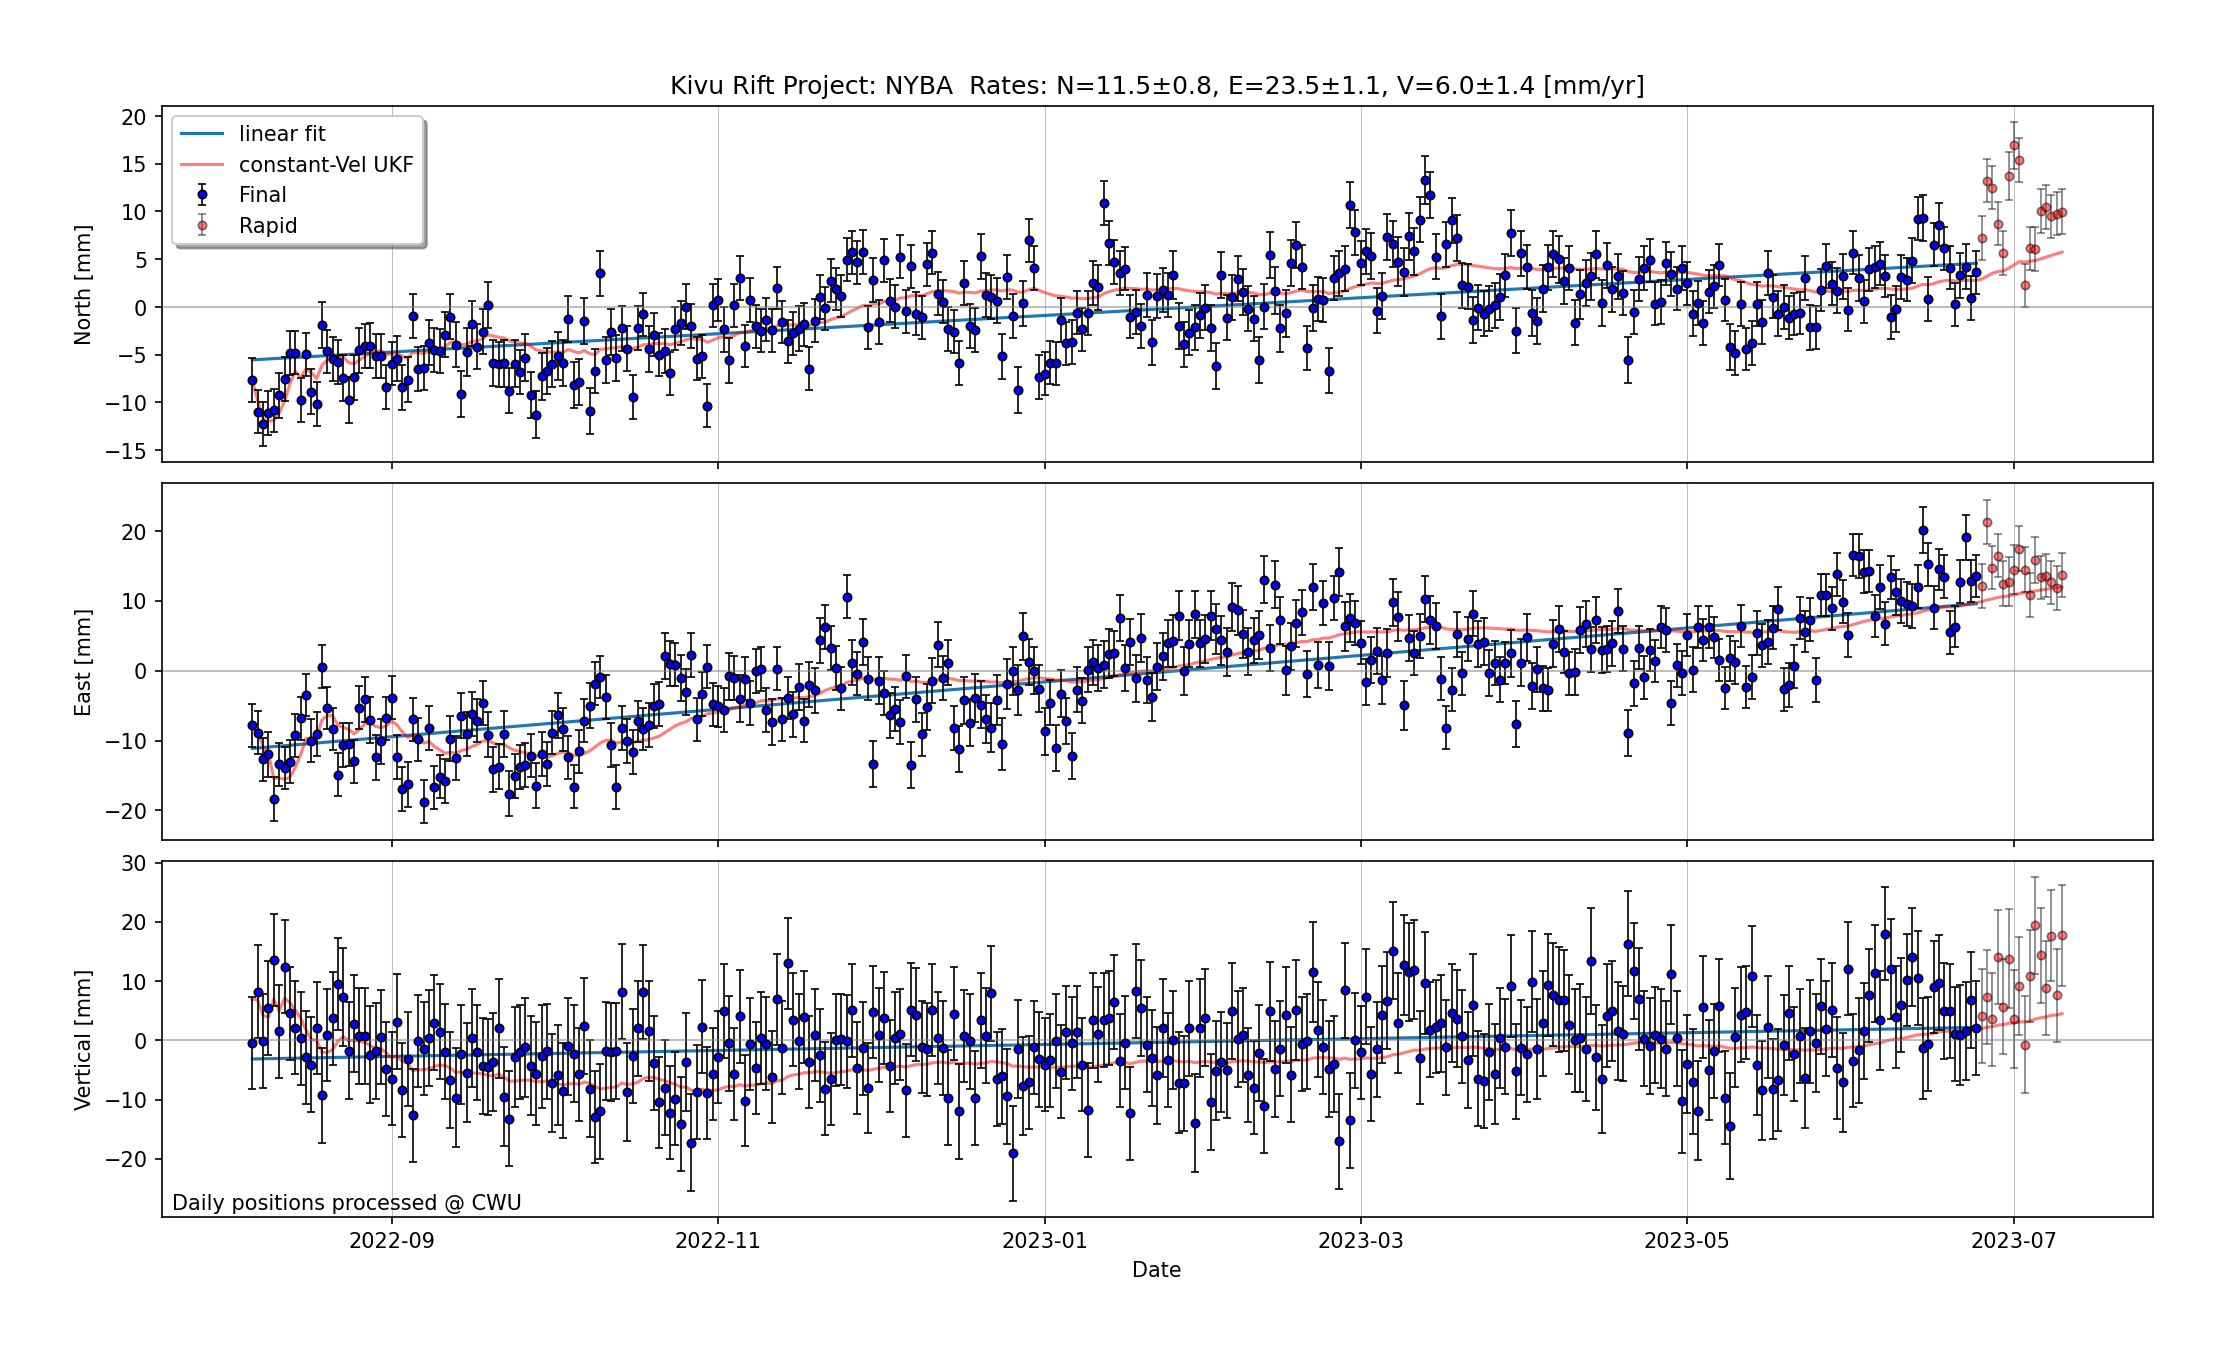 Kivu Rift Project: NYBA  Rates: N=11.5±0.8, E=23.5±1.1, V=6.0±1.4 [mm/yr]
linear fit
constant-Vel UKF
Final
Rapid
North [mm]
20
15
10
5
0
−5
−10
−15
East [mm]
20
10
0
−10
−20
Vertical [mm]
30
20
10
0
−10
−20
Daily positions processed @ CWU
2022-09 2022-11 2023-01 2023-03 2023-05 2023-07
Date